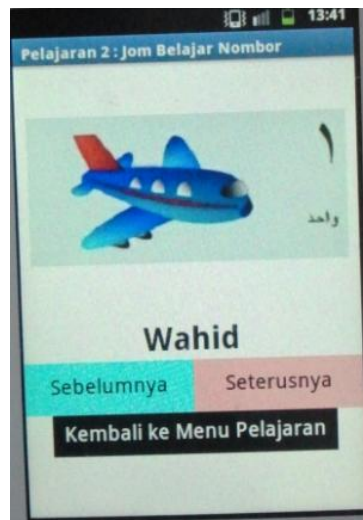 13:41
Pelajaran 2 : Jom Belajar Nombor
١
واحد
Wahid
Sebelumnya Seterusnya
Kembali ke Menu Pelajaran